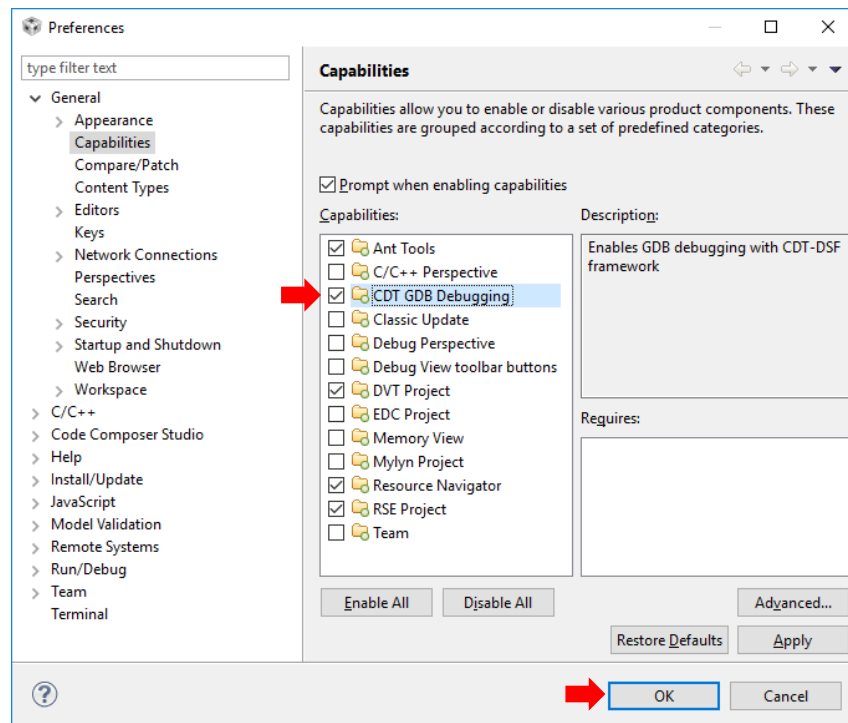 Preferences
type filter text
General
Appearance
Capabilities
Compare/Patch
Content Types
Editors
Keys
Network Connections
Perspectives
Search
Security
Startup and Shutdown
Web Browser
Workspace
C/C++
Code Composer Studio
Help
Install/Update
JavaScript
Model Validation
Remote Systems
Run/Debug
Team
Terminal
Capabilities
Capabilities allow you to enable or disable various product components. These
capabilities are grouped according to a set of predefined categories.
Prompt when enabling capabilities
Capabilities:
Ant Tools
C/C++ Perspective
CDT GDB Debugging
Classic Update
Debug Perspective
Debug View toolbar buttons
DVT Project
EDC Project
Memory View
Mylyn Project
Resource Navigator
RSE Project
Team
Description:
Enables GDB debugging with CDT-DSF
framework
Requires:
Enable All
Disable All
Advanced...
Restore Defaults
Apply
?
OK
Cancel